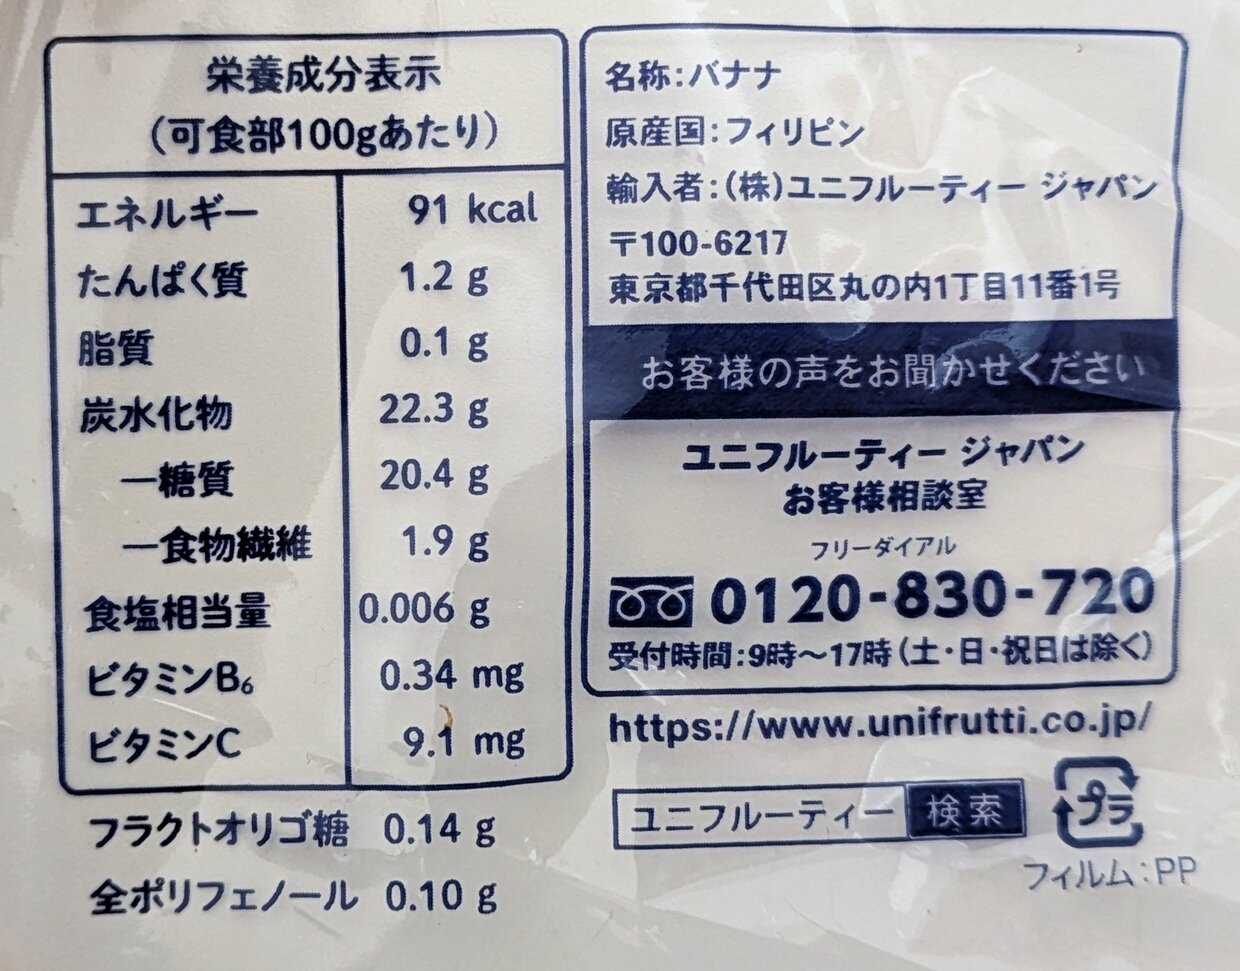 栄養成分表示
(可食部100gあたり)
エネルギー 91 kcal
たんぱく質 1.2 g
脂質 0.1 g
炭水化物 22.3 g
―糖質 20.4 g
―食物繊維 1.9 g
食塩相当量 0.006 g
ビタミンB₆ 0.34 mg
ビタミンC 9.1 mg
フラクトオリゴ糖 0.14 g
全ポリフェノール 0.10 g
名称:バナナ
原産国:フィリピン
輸入者:(株)ユニフルーティー ジャパン
〒100-6217
東京都千代田区丸の内1丁目11番1号
お客様の声をお聞かせください
ユニフルーティー ジャパン
お客様相談室
フリーダイアル
0120-830-720
受付時間:9時～17時(土・日・祝日は除く)
https://www.unifrutti.co.jp/
ユニフルーティー 検索
プラ
フィルム:PP